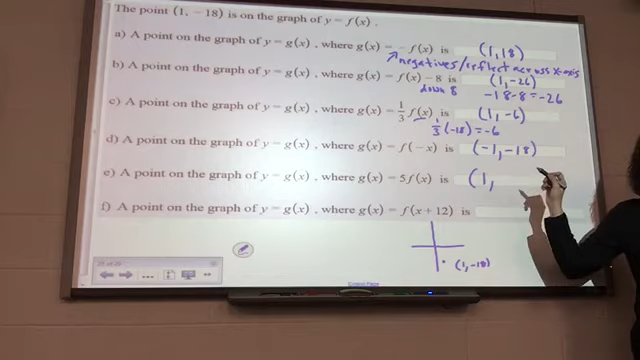 The point (1, − 18) is on the graph of y = f(x) .
a) A point on the graph of y = g(x) , where g(x) = − f(x) is (1, 18)
negatives/reflect across x-axis
b) A point on the graph of y = g(x) , where g(x) = f(x) − 8 is (1, -26)
down 8 -18-8=-26
c) A point on the graph of y = g(x) , where g(x) = 1/3 f(x) is (1, -6)
1/3 (-18) = -6
d) A point on the graph of y = g(x) , where g(x) = f(−x) is (-1, -18)
e) A point on the graph of y = g(x) , where g(x) = 5f(x) is (1,
f) A point on the graph of y = g(x) , where g(x) = f(x + 12) is
(1, -18)
Extend Page